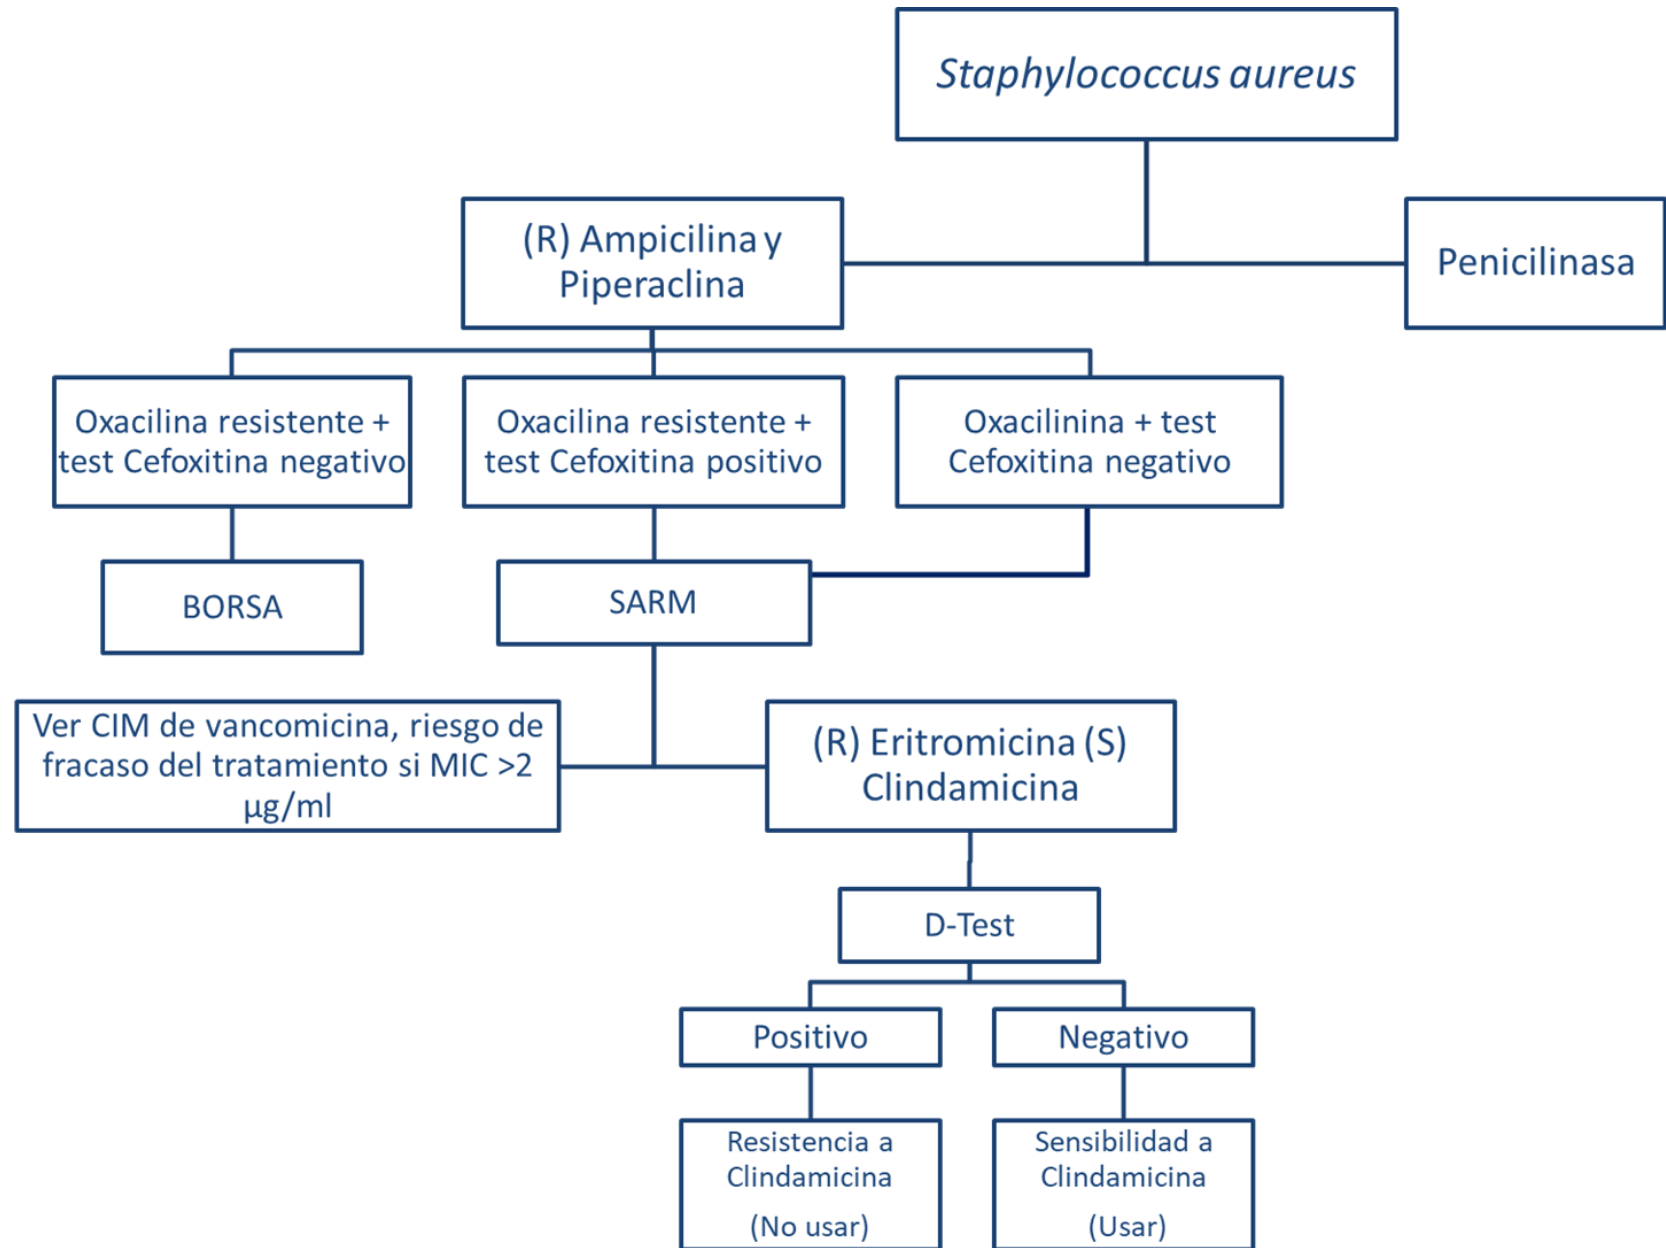 Staphylococcus aureus
(R) Ampicilina y
Piperaclina
Penicilinasa
Oxacilina resistente +
test Cefoxitina negativo
Oxacilina resistente +
test Cefoxitina positivo
Oxacilinina + test
Cefoxitina negativo
BORSA
SARM
Ver CIM de vancomicina, riesgo de
fracaso del tratamiento si MIC >2
µg/ml
(R) Eritromicina (S)
Clindamicina
D-Test
Positivo
Negativo
Resistencia a
Clindamicina
(No usar)
Sensibilidad a
Clindamicina
(Usar)